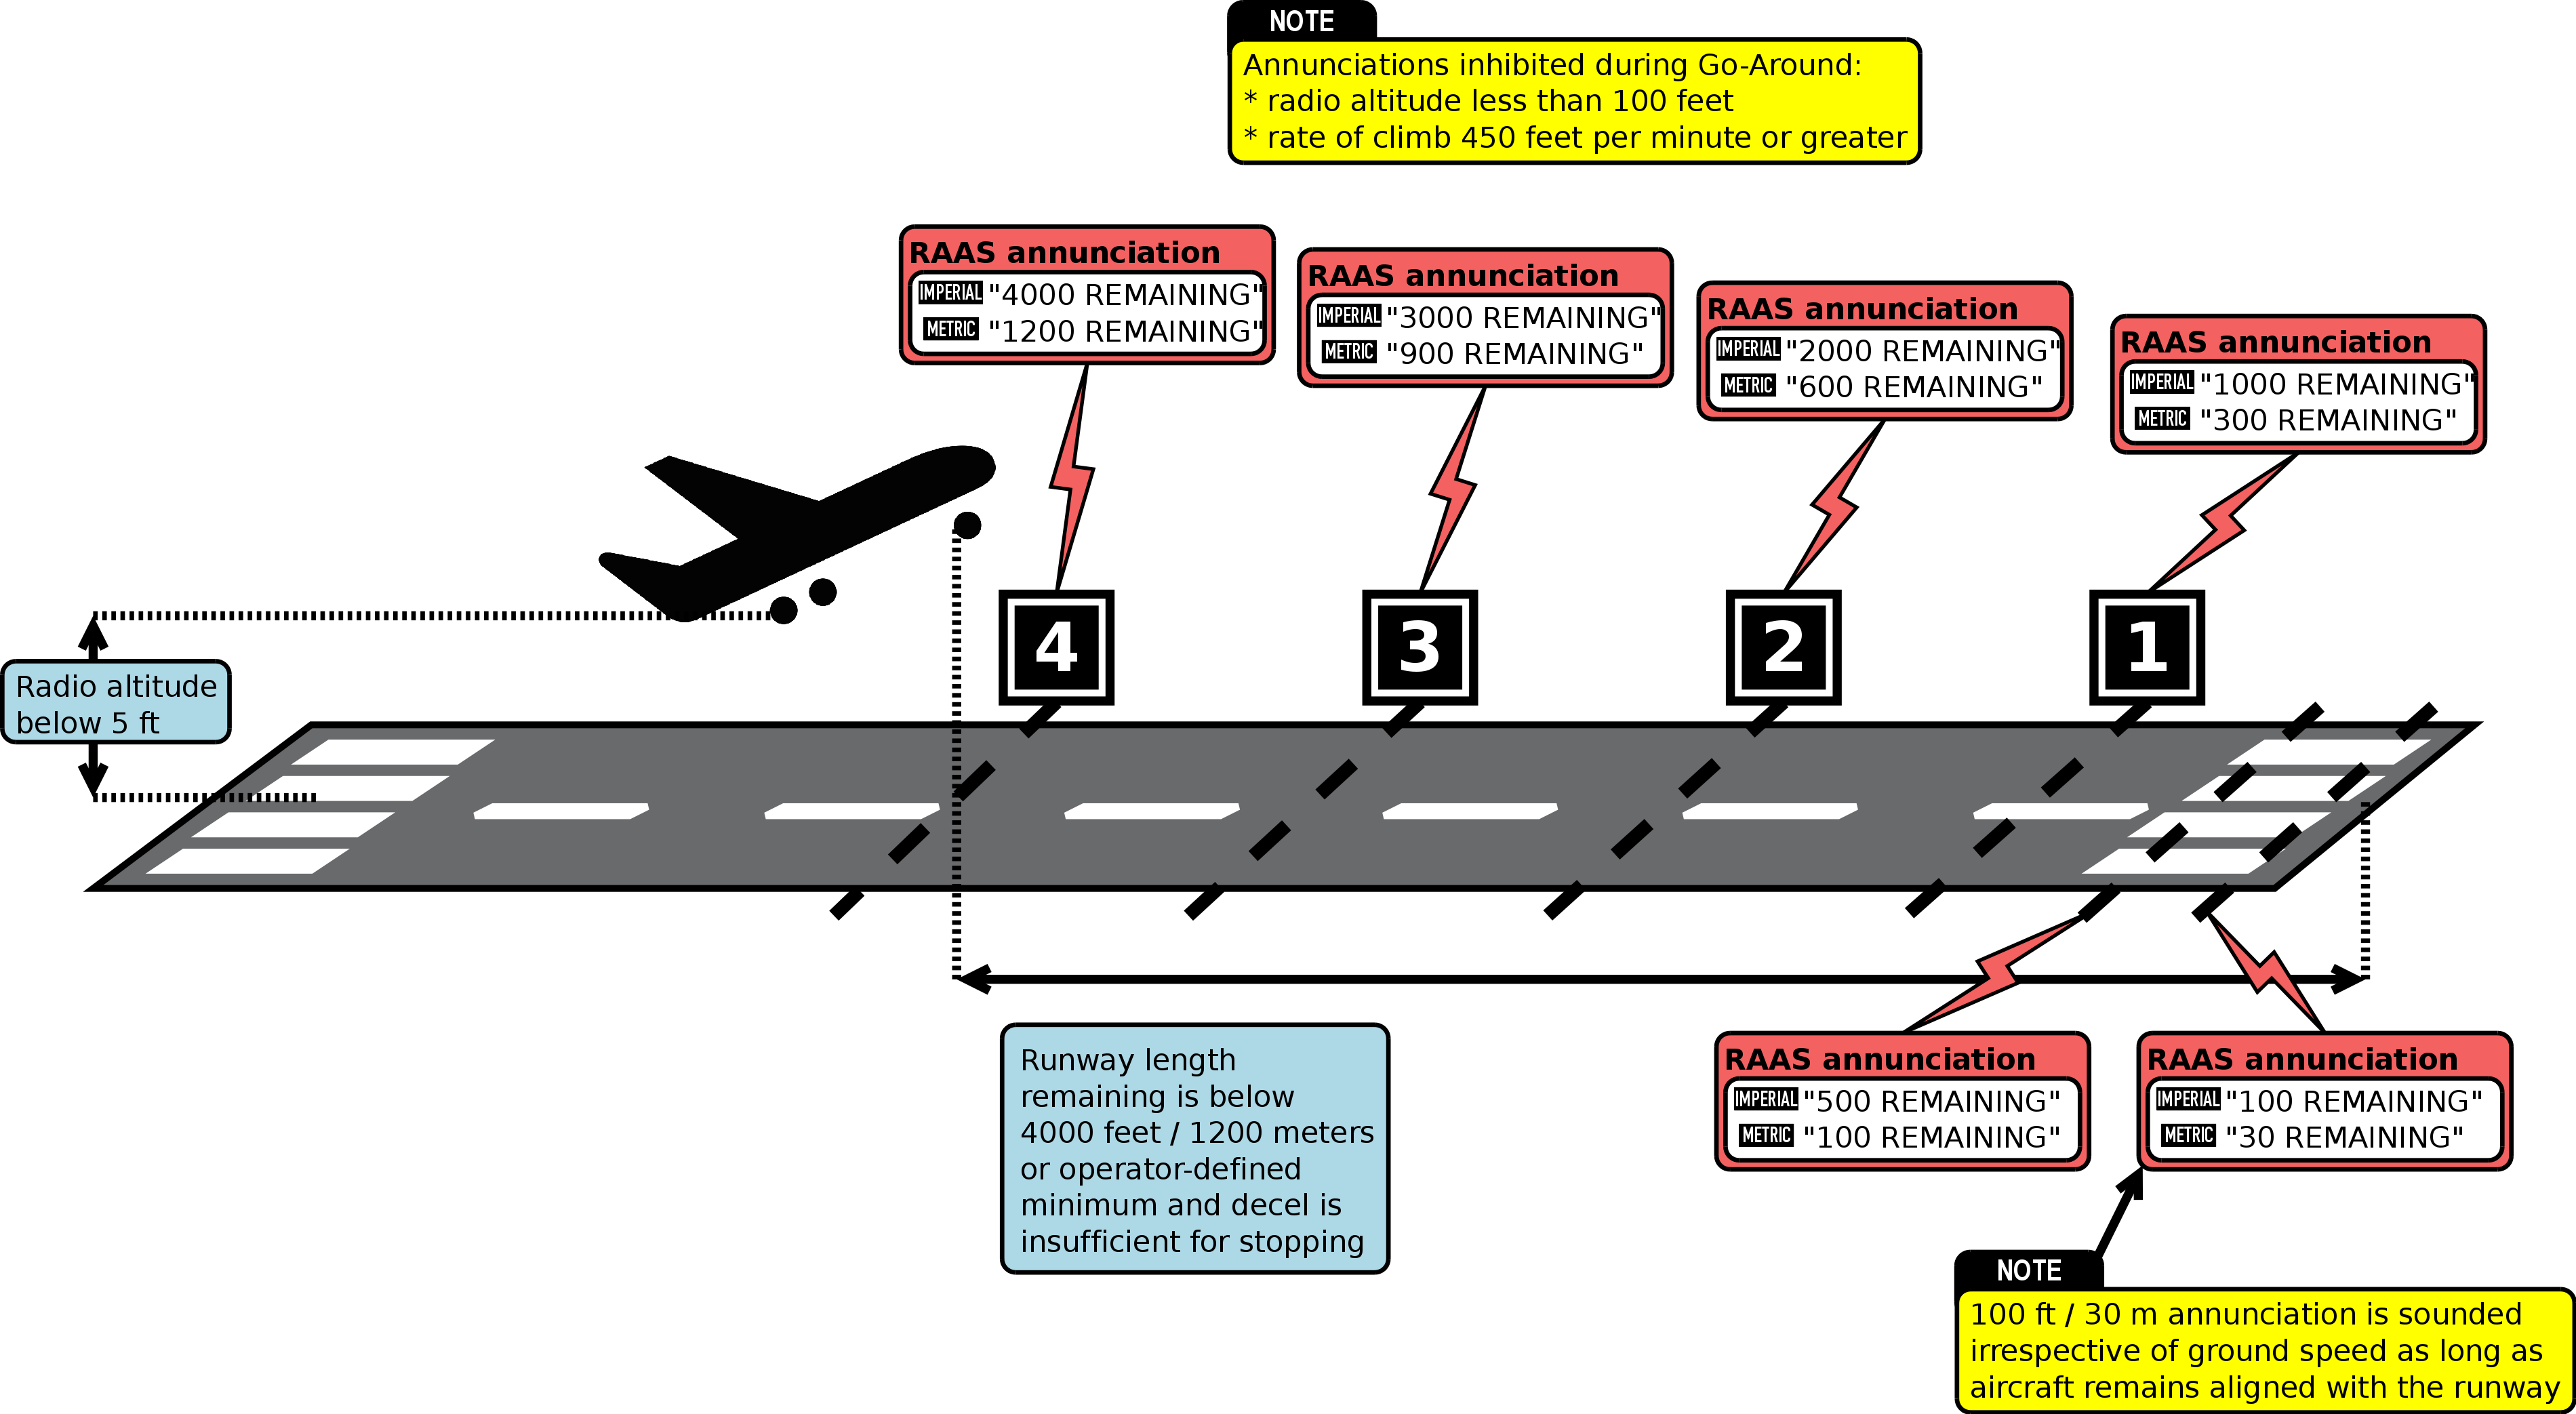 NOTE
Annunciations inhibited during Go-Around:
* radio altitude less than 100 feet
* rate of climb 450 feet per minute or greater
RAAS annunciation
IMPERIAL "4000 REMAINING"
METRIC "1200 REMAINING"
RAAS annunciation
IMPERIAL "3000 REMAINING"
METRIC "900 REMAINING"
RAAS annunciation
IMPERIAL "2000 REMAINING"
METRIC "600 REMAINING"
RAAS annunciation
IMPERIAL "1000 REMAINING"
METRIC "300 REMAINING"
4
3
2
1
Radio altitude
below 5 ft
Runway length
remaining is below
4000 feet / 1200 meters
or operator-defined
minimum and decel is
insufficient for stopping
RAAS annunciation
IMPERIAL "500 REMAINING"
METRIC "100 REMAINING"
RAAS annunciation
IMPERIAL "100 REMAINING"
METRIC "30 REMAINING"
NOTE
100 ft / 30 m annunciation is sounded
irrespective of ground speed as long as
aircraft remains aligned with the runway